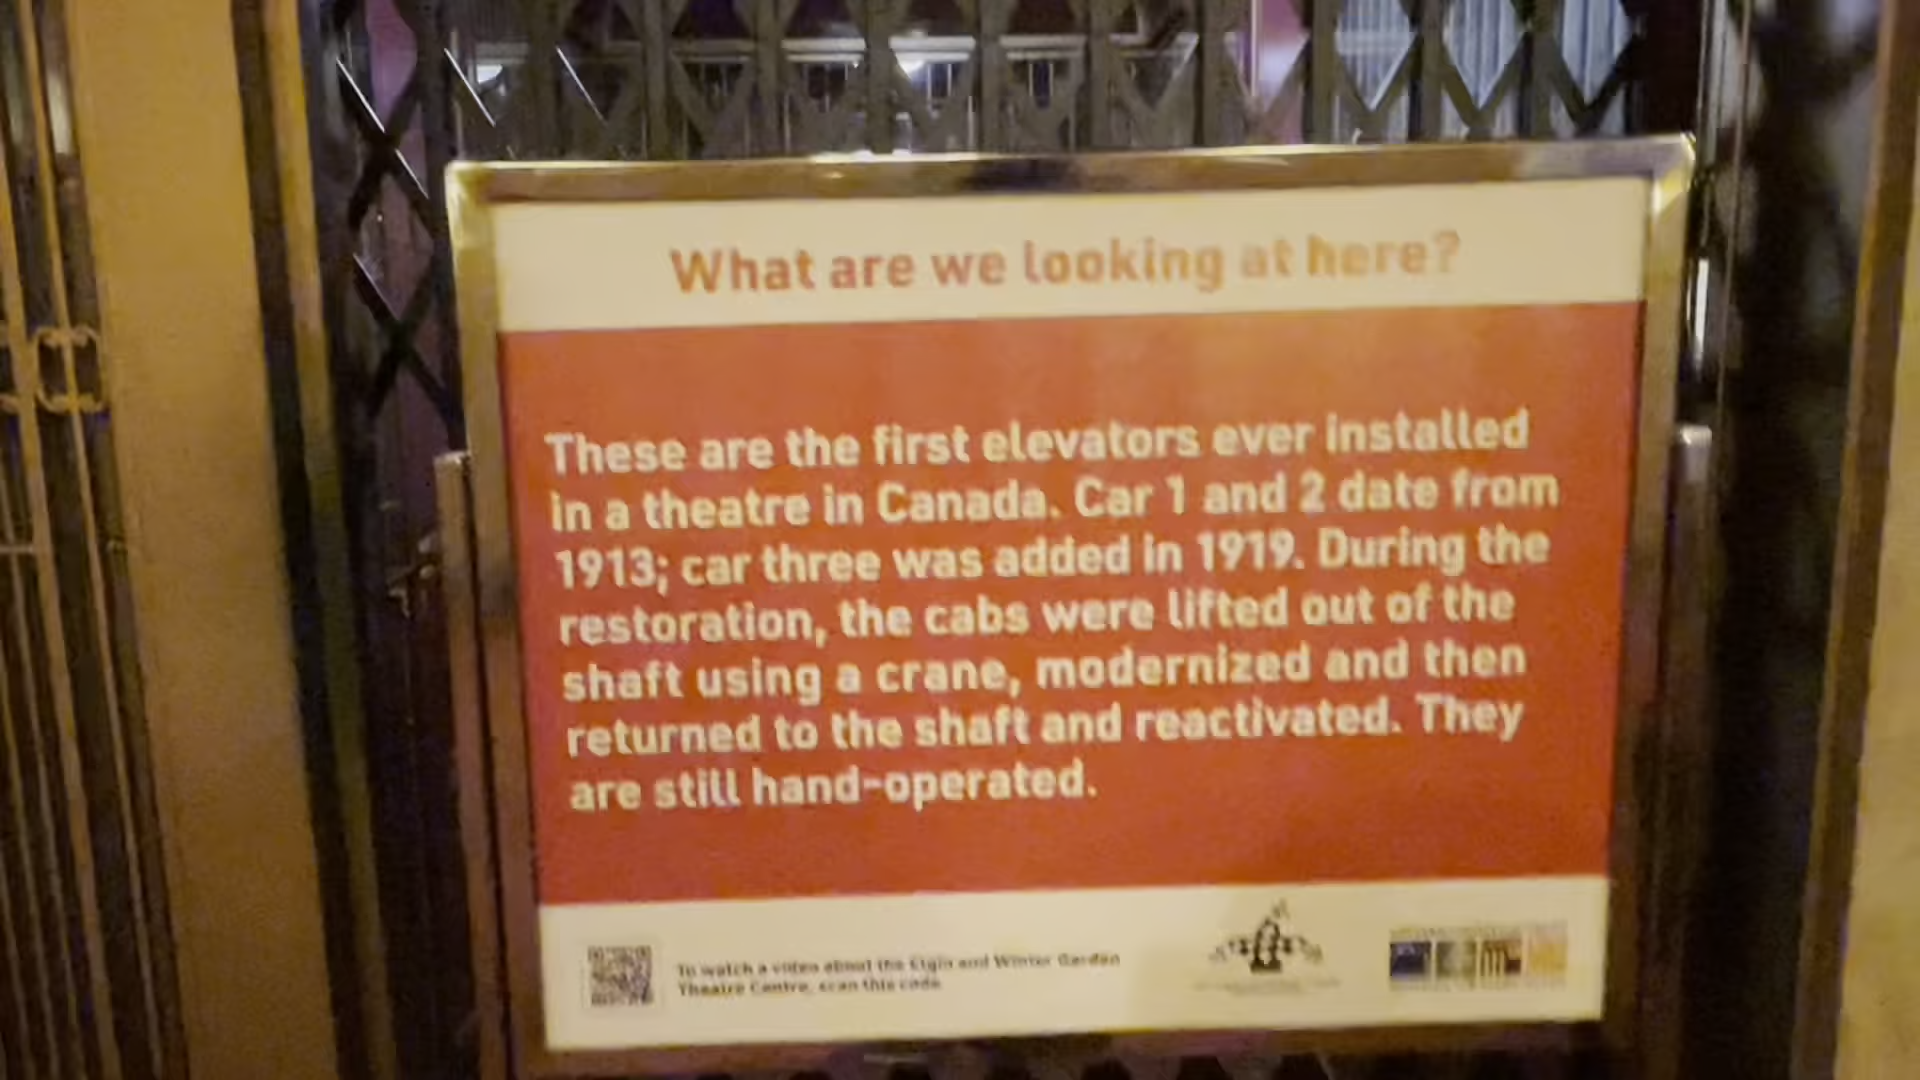 What are we looking at here?
These are the first elevators ever installed
in a theatre in Canada. Car 1 and 2 date from
1913; car three was added in 1919. During the
restoration, the cabs were lifted out of the
shaft using a crane, modernized and then
returned to the shaft and reactivated. They
are still hand-operated.
To watch a video about the Elgin and Winter Garden
Theatre Centre, scan this code.